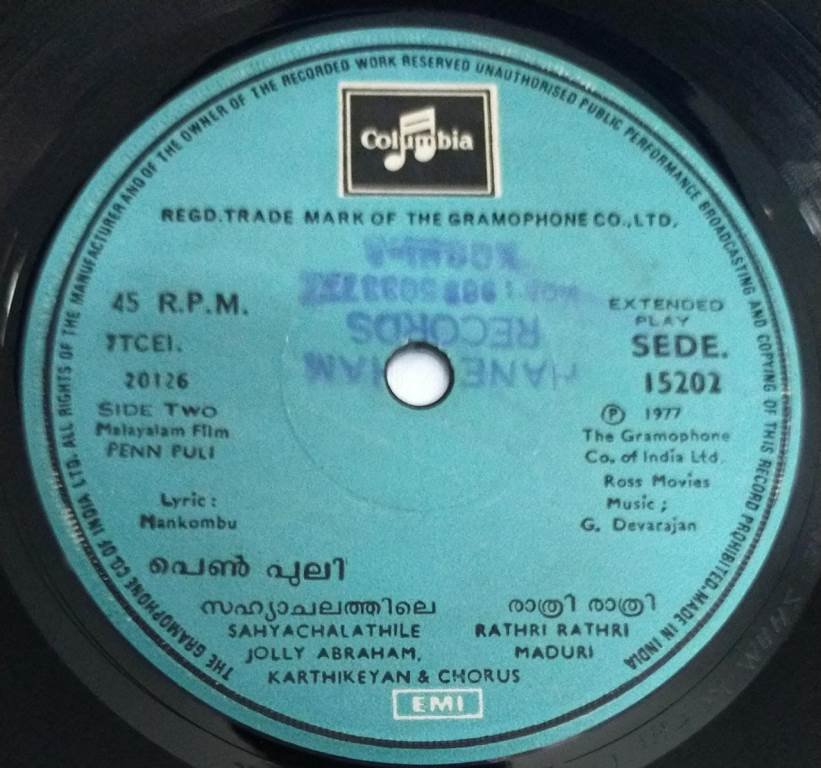 THE GRAMOPHONE CO. OF INDIA LTD. ALL RIGHTS OF THE MANUFACTURER AND OF THE OWNER OF THE RECORDED WORK RESERVED UNAUTHORISED PUBLIC PERFORMANCE BROADCASTING AND COPYING OF THIS RECORD PROHIBITED. MADE IN INDIA
Columbia
REGD. TRADE MARK OF THE GRAMOPHONE CO., LTD.
45 R.P.M.
7TCEI.
20126
SIDE TWO
Malayalam Film
PENN PULI
Lyric :
Mankombu
EXTENDED
PLAY
SEDE.
15202
Ⓟ 1977
The Gramophone
Co. of India Ltd.
Ross Movies
Music ;
G. Devarajan
RECORDS
പെൺ പുലി
സഹ്യാചലത്തിലെ രാത്രി രാത്രി
SAHYACHALATHILE RATHRI RATHRI
JOLLY ABRAHAM, MADURI
KARTHIKEYAN & CHORUS
EMI